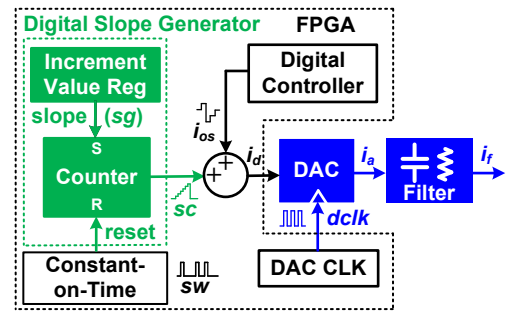 Digital Slope Generator FPGA
Increment
Value Reg
Digital
Controller
slope (sg)
i_os
S
Counter
R
+
+
i_d
DAC
i_a
Filter
i_f
sc
reset
dclk
Constant-
on-Time
sw
DAC CLK